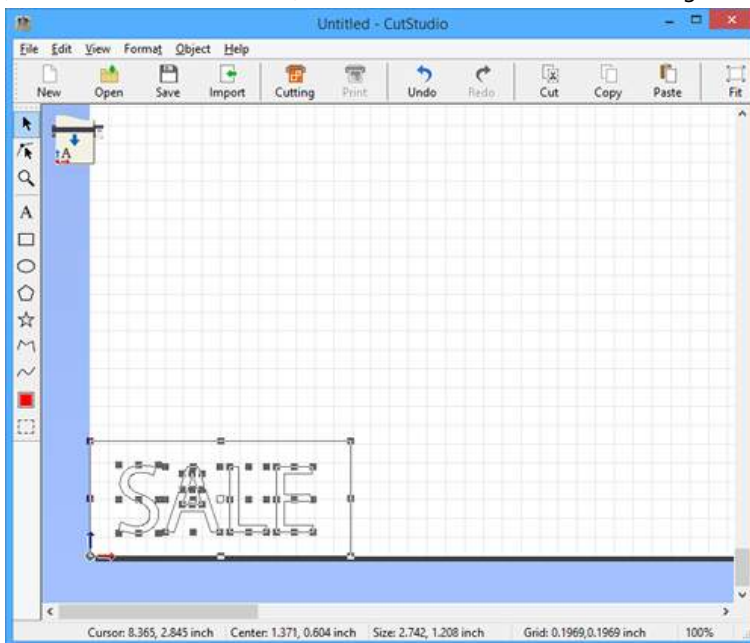 Untitled - CutStudio
File Edit View Format Object Help
New Open Save Import Cutting Print Undo Redo Cut Copy Paste Fit
A
A
SALE
Cursor: 8.365, 2.845 inch Center: 1.371, 0.604 inch Size: 2.742, 1.208 inch Grid: 0.1969,0.1969 inch 100%